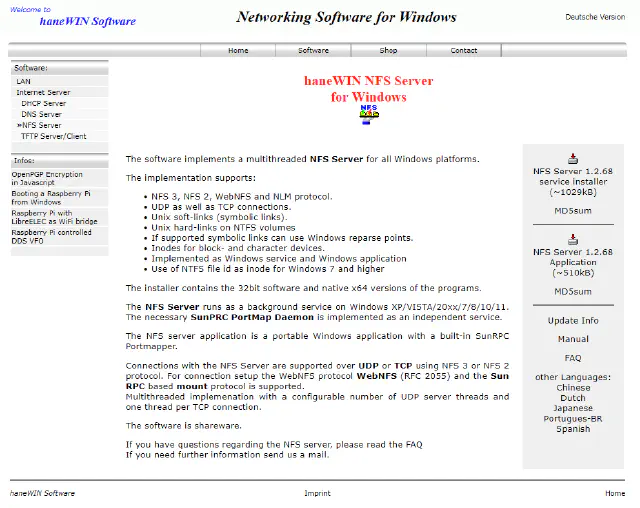 Welcome to
haneWIN Software
Networking Software for Windows
Deutsche Version
Home
Software
Shop
Contact
Software:
LAN
Internet Server
DHCP Server
DNS Server
»NFS Server
TFTP Server/Client
Infos:
OpenPGP Encryption
in Javascript
Booting a Raspberry Pi
from Windows
Raspberry Pi with
LibreELEC as WiFi bridge
Raspberry Pi controlled
DDS VFO
haneWIN NFS Server
for Windows
NFS
The software implements a multithreaded NFS Server for all Windows platforms.
The implementation supports:
• NFS 3, NFS 2, WebNFS and NLM protocol.
• UDP as well as TCP connections.
• Unix soft-links (symbolic links).
• Unix hard-links on NTFS volumes
• If supported symbolic links can use Windows reparse points.
• Inodes for block- and character devices.
• Implemented as Windows service and Windows application
• Use of NTFS file id as inode for Windows 7 and higher
The installer contains the 32bit software and native x64 versions of the programs.
The NFS Server runs as a background service on Windows XP/VISTA/20xx/7/8/10/11.
The necessary SunPRC PortMap Daemon is implemented as an independent service.
The NFS server application is a portable Windows application with a built-in SunRPC
Portmapper.
Connections with the NFS Server are supported over UDP or TCP using NFS 3 or NFS 2
protocol. For connection setup the WebNFS protocol WebNFS (RFC 2055) and the Sun
RPC based mount protocol is supported.
Multithreaded implemenation with a configurable number of UDP server threads and
one thread per TCP connection.
The software is shareware.
If you have questions regarding the NFS server, please read the FAQ
If you need further information send us a mail.
NFS Server 1.2.68
service installer
(~1029kB)
MD5sum
NFS Server 1.2.68
Application
(~510kB)
MD5sum
Update Info
Manual
FAQ
other Languages:
Chinese
Dutch
Japanese
Portugues-BR
Spanish
haneWIN Software
Imprint
Home